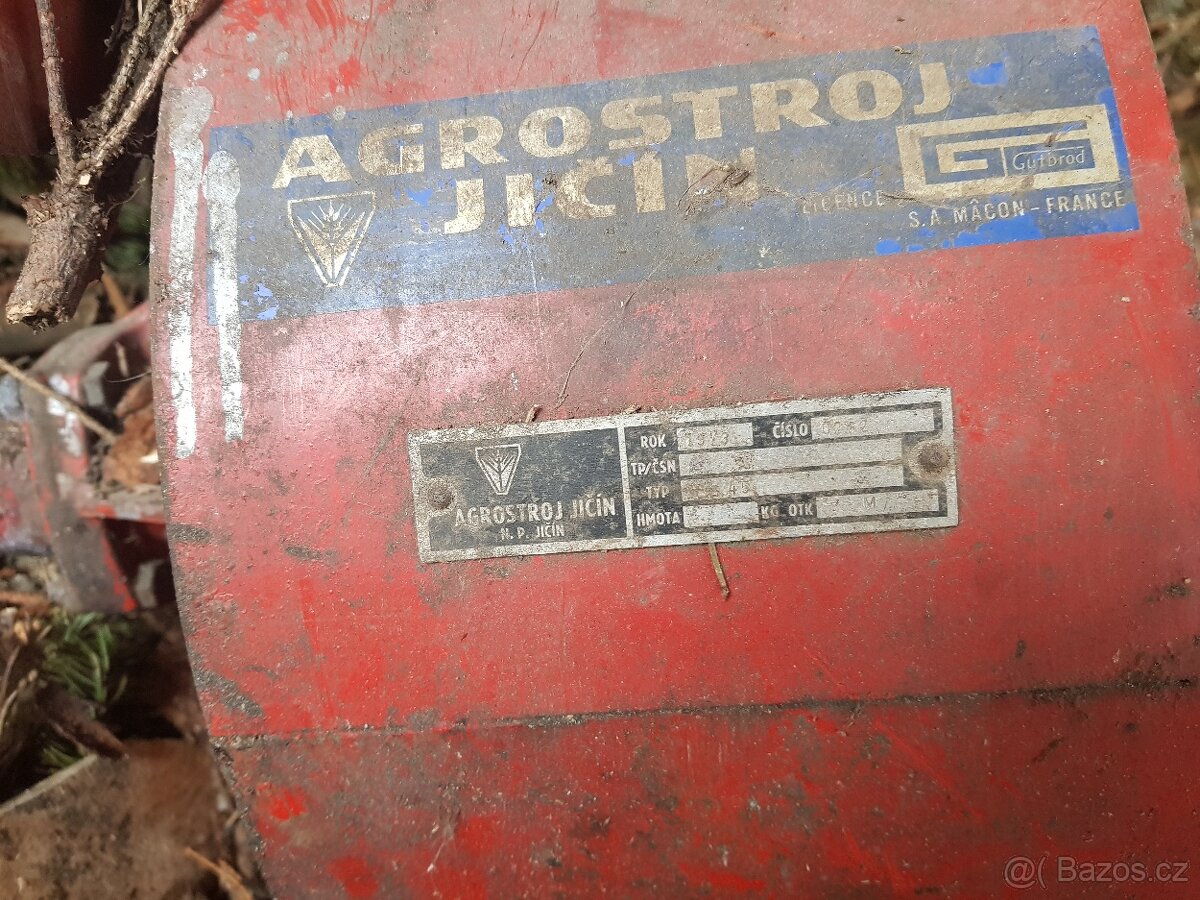 AGROSTROJ
JIČÍN
Gutbrod
LICENCE
S.A. MÂCON - FRANCE
ROK ČÍSLO
TP/ČSN
TYP
HMOTA KG OTK
AGROSTROJ JIČÍN
N. P. JIČÍN
@( Bazos.cz